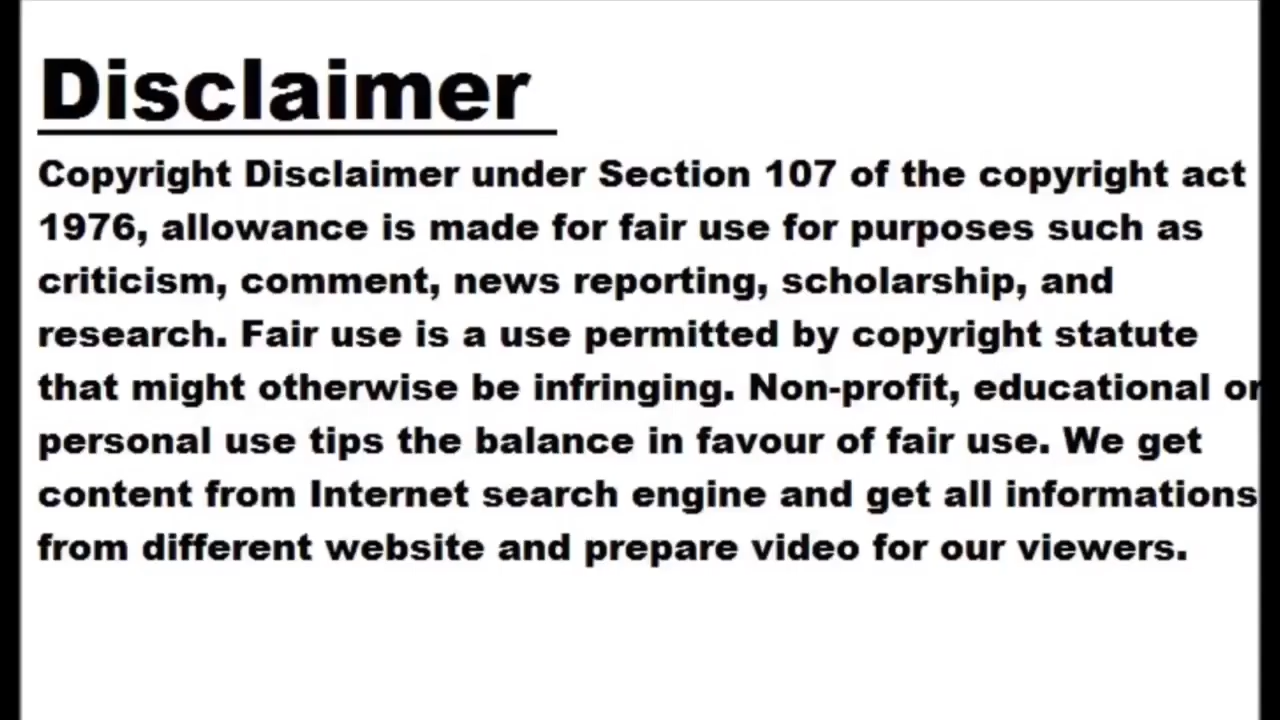 Disclaimer
Copyright Disclaimer under Section 107 of the copyright act
1976, allowance is made for fair use for purposes such as
criticism, comment, news reporting, scholarship, and
research. Fair use is a use permitted by copyright statute
that might otherwise be infringing. Non-profit, educational or
personal use tips the balance in favour of fair use. We get
content from Internet search engine and get all informations
from different website and prepare video for our viewers.